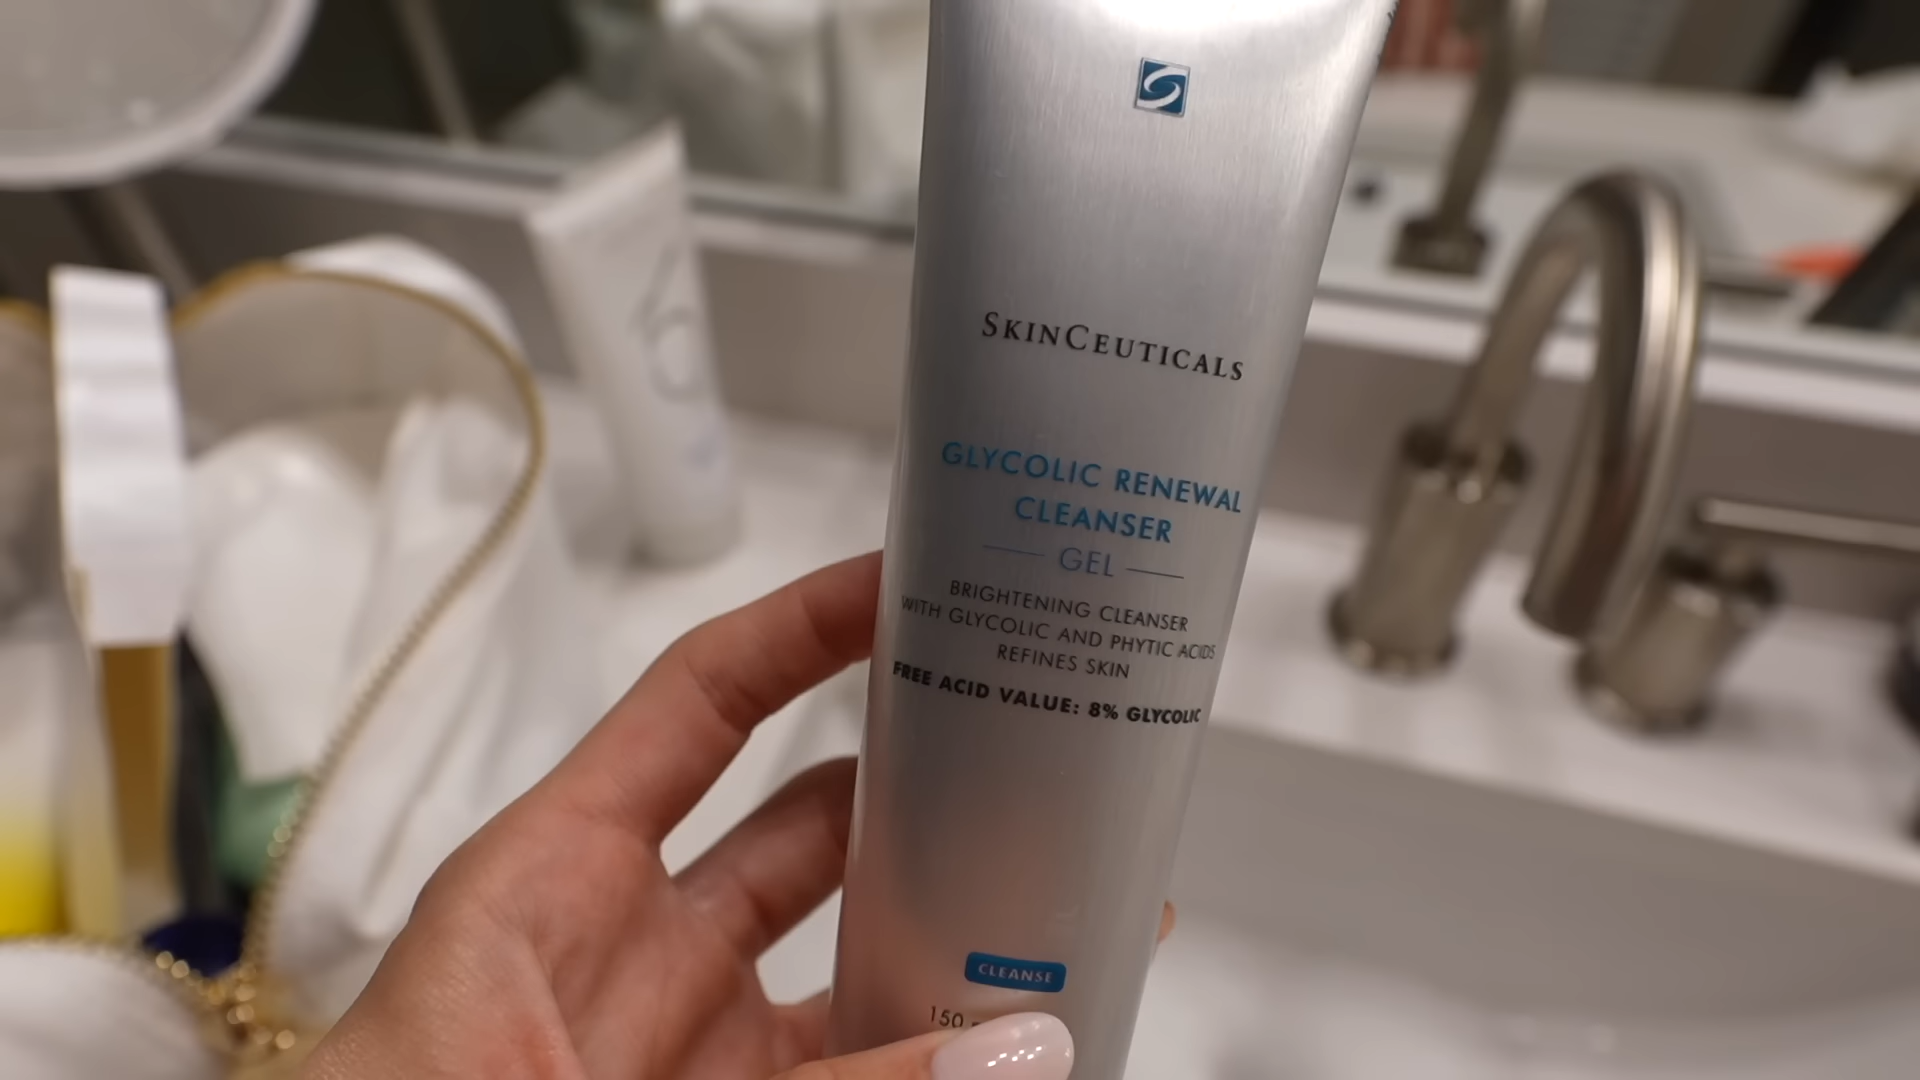 SKINCEUTICALS
GLYCOLIC RENEWAL
CLEANSER
GEL
BRIGHTENING CLEANSER
WITH GLYCOLIC AND PHYTIC ACIDS
REFINES SKIN
FREE ACID VALUE: 8% GLYCOLIC
CLEANSE
150